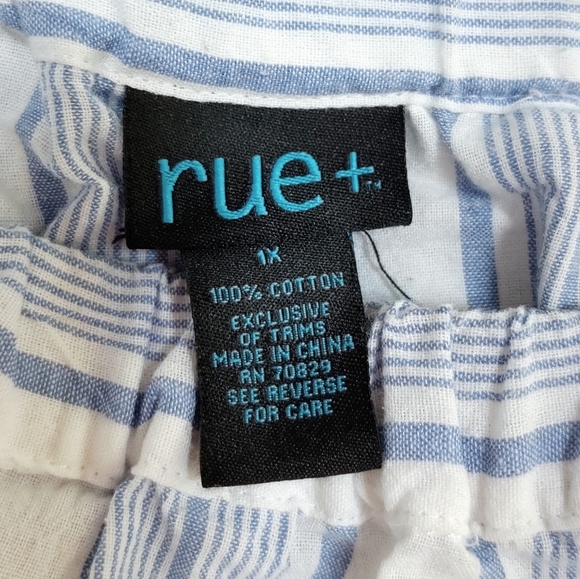 rue+™
1X
100% COTTON
EXCLUSIVE
OF TRIMS
MADE IN CHINA
RN 70829
SEE REVERSE
FOR CARE